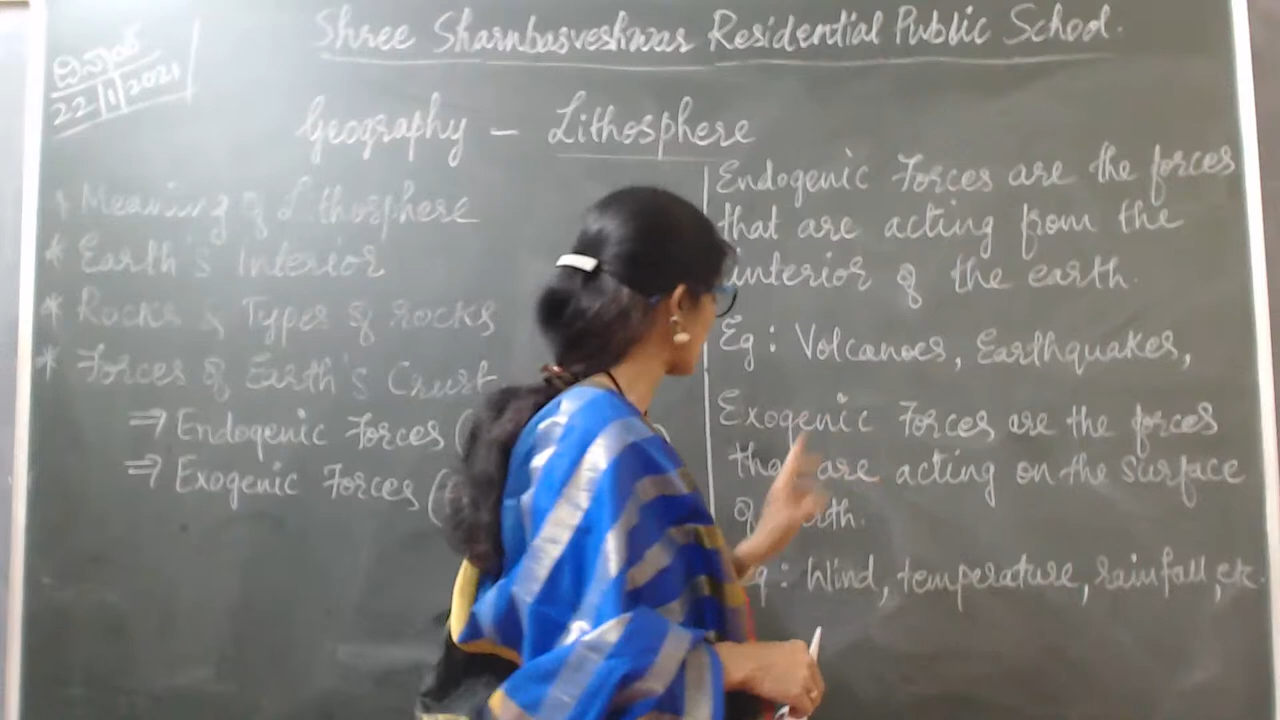 Shree Sharnbasveshwar Residential Public School.
ದಿನಾಂಕ
22/1/2021
Geography – Lithosphere
* Meaning of Lithosphere
* Earth's Interior
* Rocks & Types of rocks
* Forces of Earth's Crust
⇒ Endogenic Forces (
⇒ Exogenic Forces (
Endogenic Forces are the forces
that are acting from the
interior of the earth.
Eg: Volcanoes, Earthquakes,
Exogenic Forces are the forces
are acting on the surface
of
Wind, temperature, rainfall, etc.